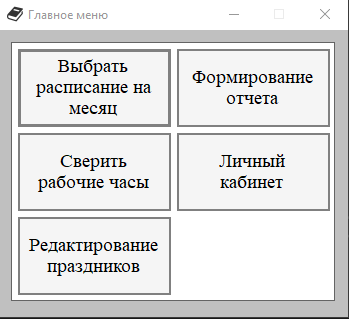 Главное меню
Выбрать
расписание на
месяц
Формирование
отчета
Сверить
рабочие часы
Личный
кабинет
Редактирование
праздников